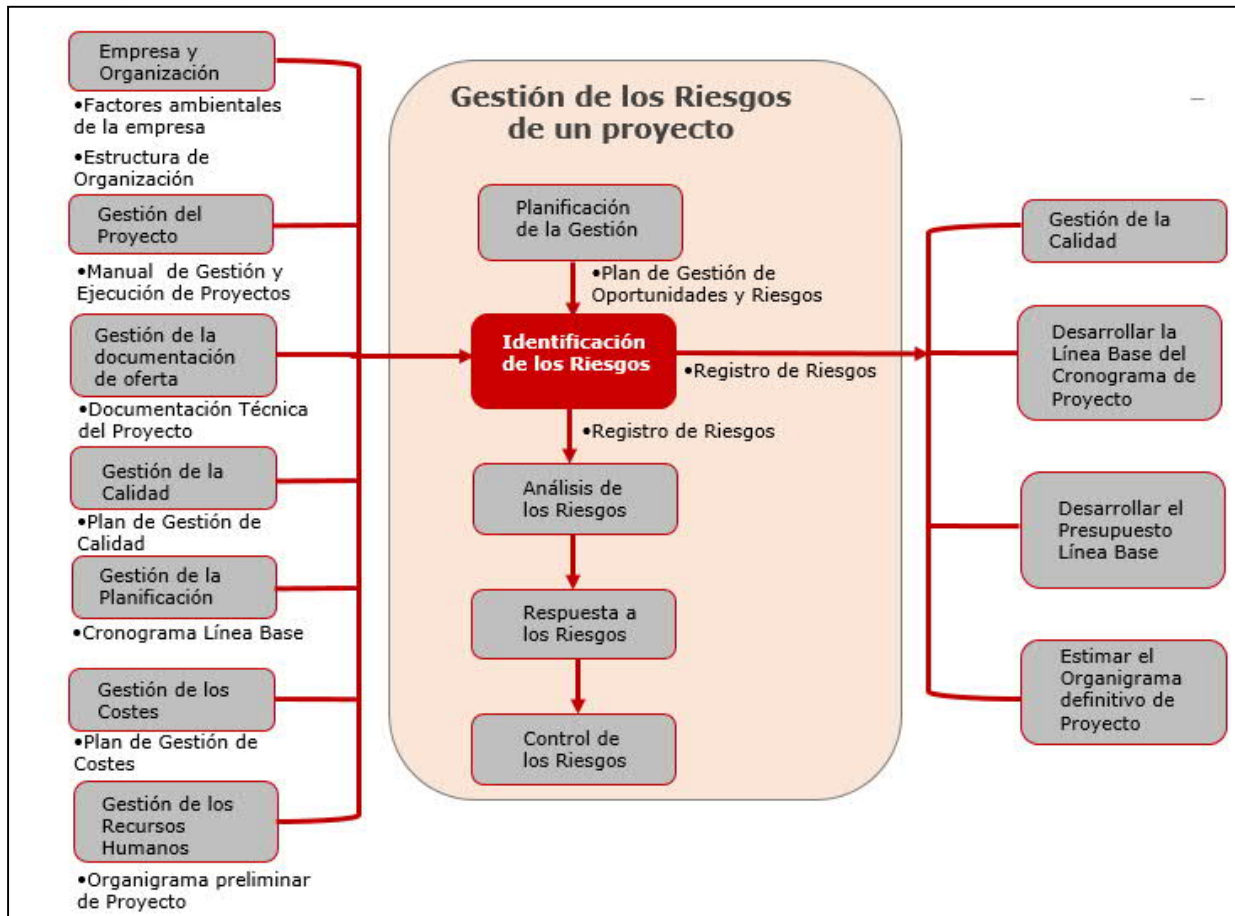 Empresa y
Organización
•Factores ambientales
de la empresa
•Estructura de
Organización
Gestión del
Proyecto
•Manual de Gestión y
Ejecución de Proyectos
Gestión de la
documentación
de oferta
•Documentación Técnica
del Proyecto
Gestión de la
Calidad
•Plan de Gestión de
Calidad
Gestión de la
Planificación
•Cronograma Línea Base
Gestión de los
Costes
•Plan de Gestión de
Costes
Gestión de los
Recursos
Humanos
•Organigrama preliminar
de Proyecto
Gestión de los Riesgos
de un proyecto
Planificación
de la Gestión
•Plan de Gestión de
Oportunidades y Riesgos
Identificación
de los Riesgos
•Registro de Riesgos
•Registro de Riesgos
Análisis de
los Riesgos
Respuesta a
los Riesgos
Control de
los Riesgos
Gestión de la
Calidad
Desarrollar la
Línea Base del
Cronograma de
Proyecto
Desarrollar el
Presupuesto
Línea Base
Estimar el
Organigrama
definitivo de
Proyecto